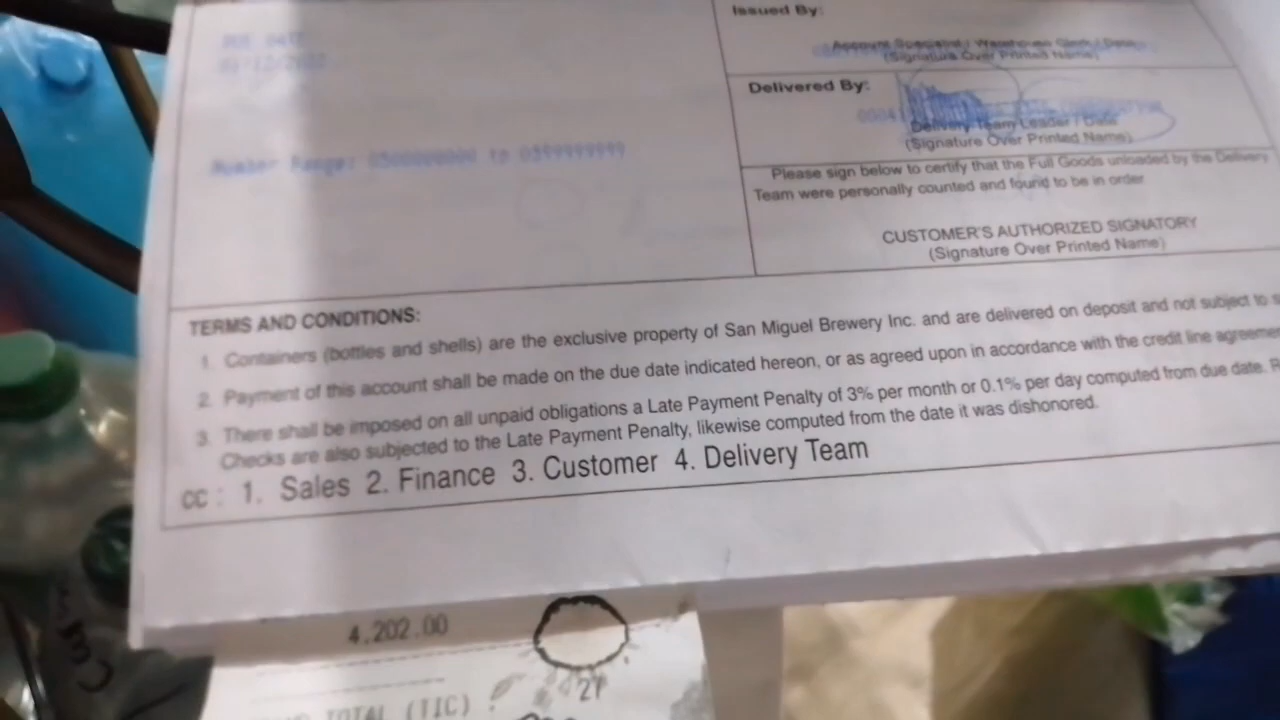 Issued By:
(Signature Over Printed Name)
Delivered By:
Delivery Team Leader / Date
(Signature Over Printed Name)
Number Range: 0500000000 to 0599999999
Please sign below to certify that the Full Goods unloaded by the Delivery
Team were personally counted and found to be in order
CUSTOMER'S AUTHORIZED SIGNATORY
(Signature Over Printed Name)
TERMS AND CONDITIONS:
1. Containers (bottles and shells) are the exclusive property of San Miguel Brewery Inc. and are delivered on deposit and not subject to
2. Payment of this account shall be made on the due date indicated hereon, or as agreed upon in accordance with the credit line
3. There shall be imposed on all unpaid obligations a Late Payment Penalty of 3% per month or 0.1% per day computed from due date.
Checks are also subjected to the Late Payment Penalty, likewise computed from the date it was dishonored.
cc : 1. Sales 2. Finance 3. Customer 4. Delivery Team
4,202.00
TOTAL (TIC)